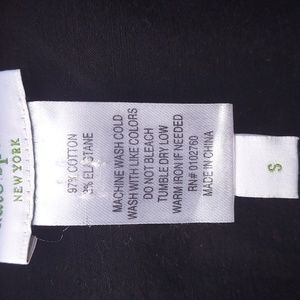 NEW YORK
97% COTTON
3% ELASTANE
MACHINE WASH COLD
WASH WITH LIKE COLORS
DO NOT BLEACH
TUMBLE DRY LOW
WARM IRON IF NEEDED
RN# 0102760
MADE IN CHINA
S